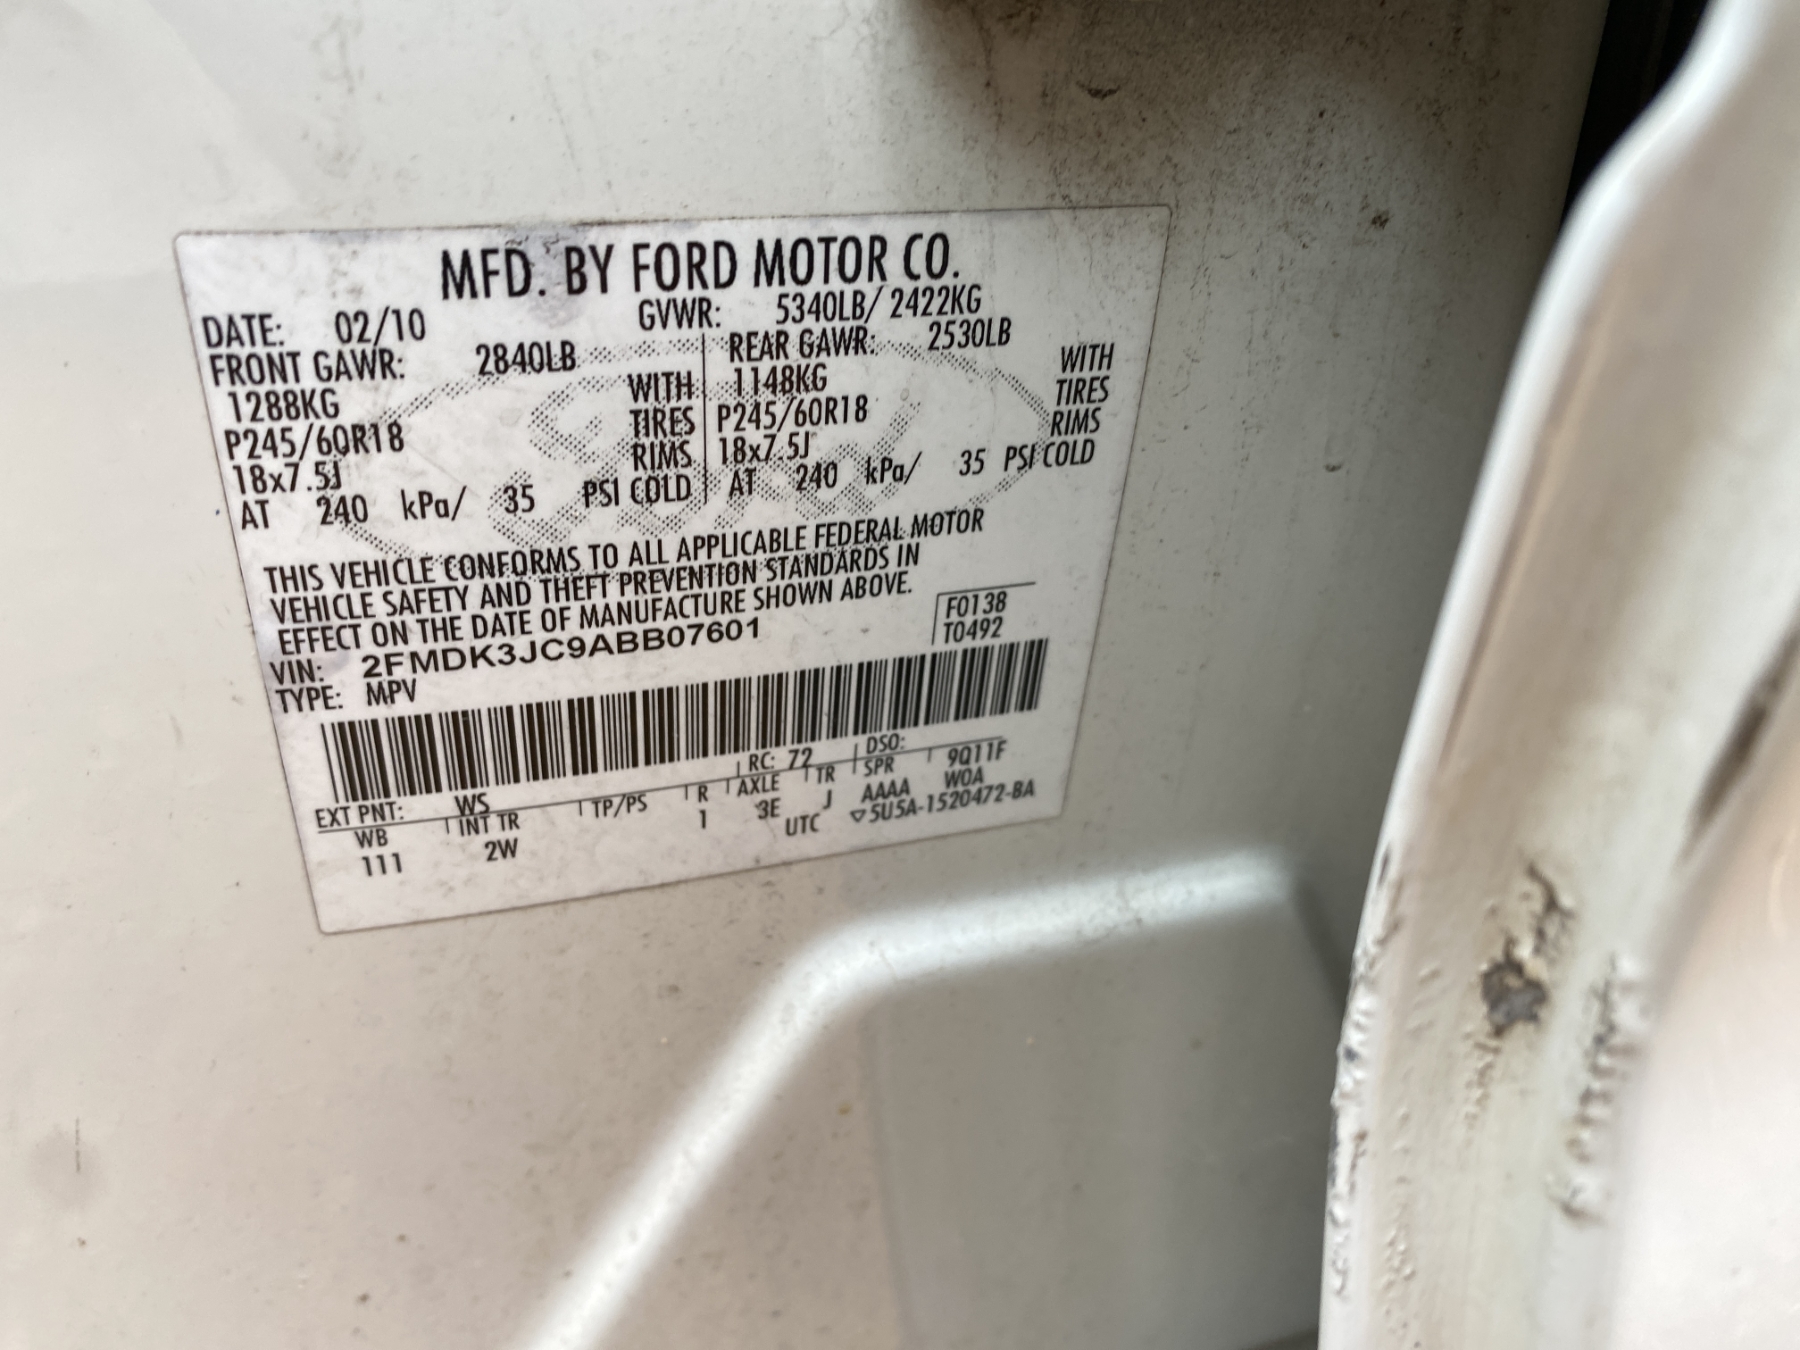 MFD. BY FORD MOTOR CO.
DATE: 02/10 GVWR: 5340LB/ 2422KG
FRONT GAWR: 2840LB REAR GAWR: 2530LB
1288KG WITH 1148KG WITH
P245/60R18 TIRES P245/60R18 TIRES
18x7.5J RIMS 18x7.5J RIMS
AT 240 kPa/ 35 PSI COLD AT 240 kPa/ 35 PSI COLD
THIS VEHICLE CONFORMS TO ALL APPLICABLE FEDERAL MOTOR
VEHICLE SAFETY AND THEFT PREVENTION STANDARDS IN
EFFECT ON THE DATE OF MANUFACTURE SHOWN ABOVE.
F0138
VIN: 2FMDK3JC9ABB07601 T0492
TYPE: MPV
EXT PNT: WS RC: 72 DSO: 9Q11F
WB INT TR TP/PS R AXLE TR SPR WOA
111 2W 1 3E J AAAA
UTC ▽5U5A-1520472-BA